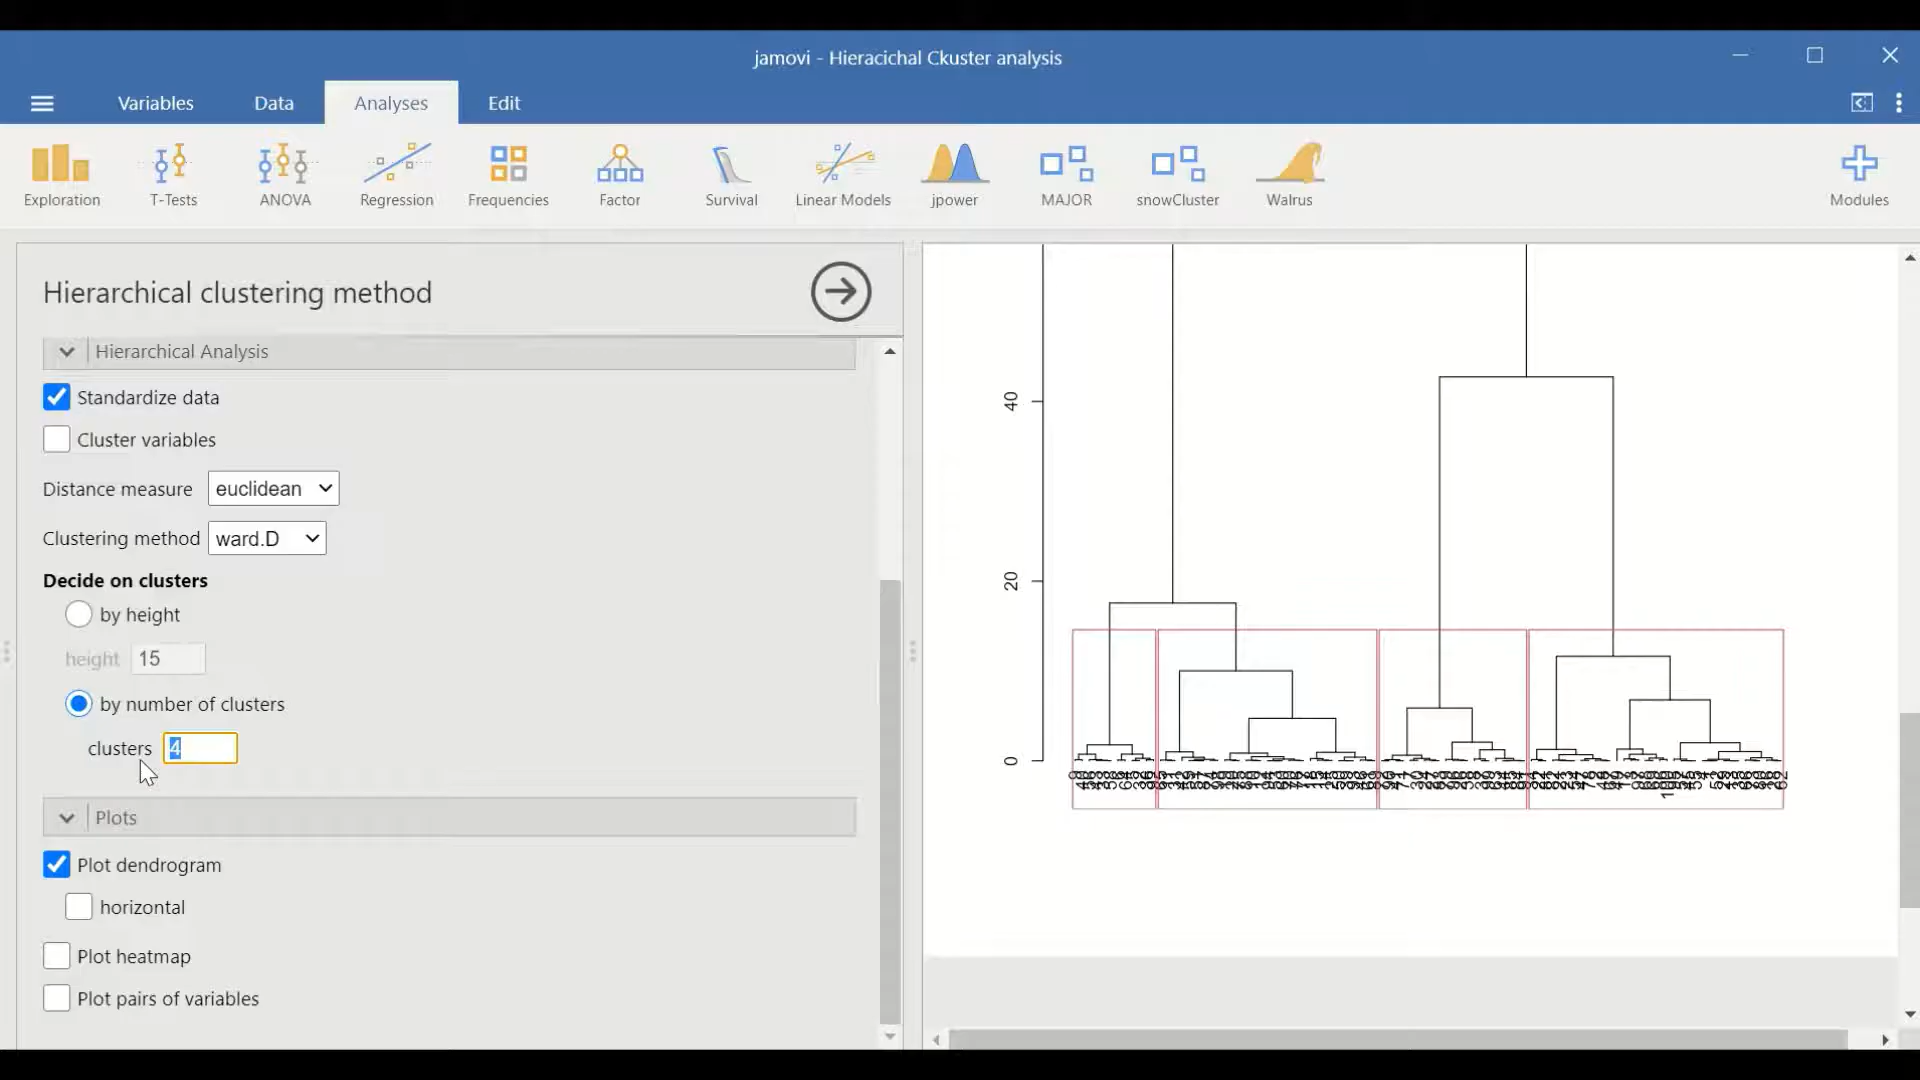 jamovi - Hieracichal Ckuster analysis
Variables Data Analyses Edit
Exploration T-Tests ANOVA Regression Frequencies Factor Survival Linear Models jpower MAJOR snowCluster Walrus Modules
Hierarchical clustering method
Hierarchical Analysis
Standardize data
Cluster variables
Distance measure euclidean
Clustering method ward.D
Decide on clusters
by height
height 15
by number of clusters
clusters 4
Plots
Plot dendrogram
horizontal
Plot heatmap
Plot pairs of variables
40
20
0